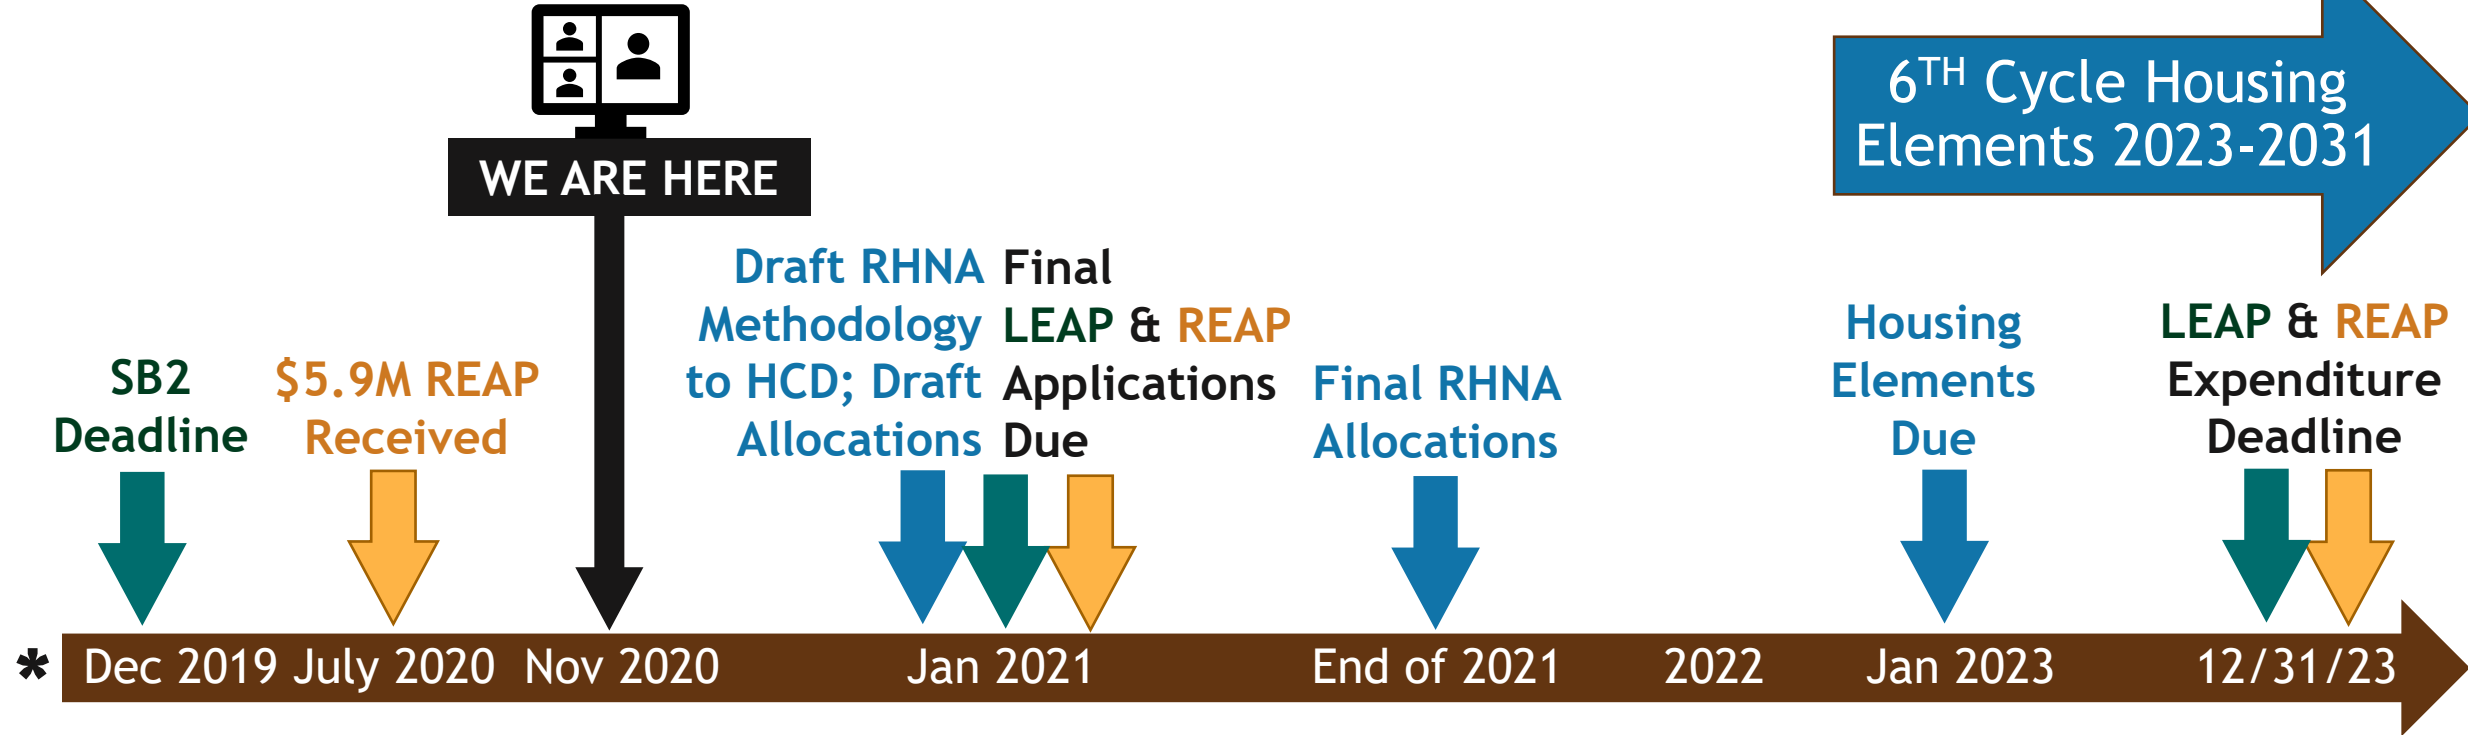 6TH Cycle Housing
Elements 2023-2031
WE ARE HERE
SB2
Deadline
$5.9M REAP
Received
Draft RHNA
Methodology
to HCD; Draft
Allocations
Final
LEAP & REAP
Applications
Due
Final RHNA
Allocations
Housing
Elements
Due
LEAP & REAP
Expenditure
Deadline
* Dec 2019 July 2020 Nov 2020 Jan 2021 End of 2021 2022 Jan 2023 12/31/23